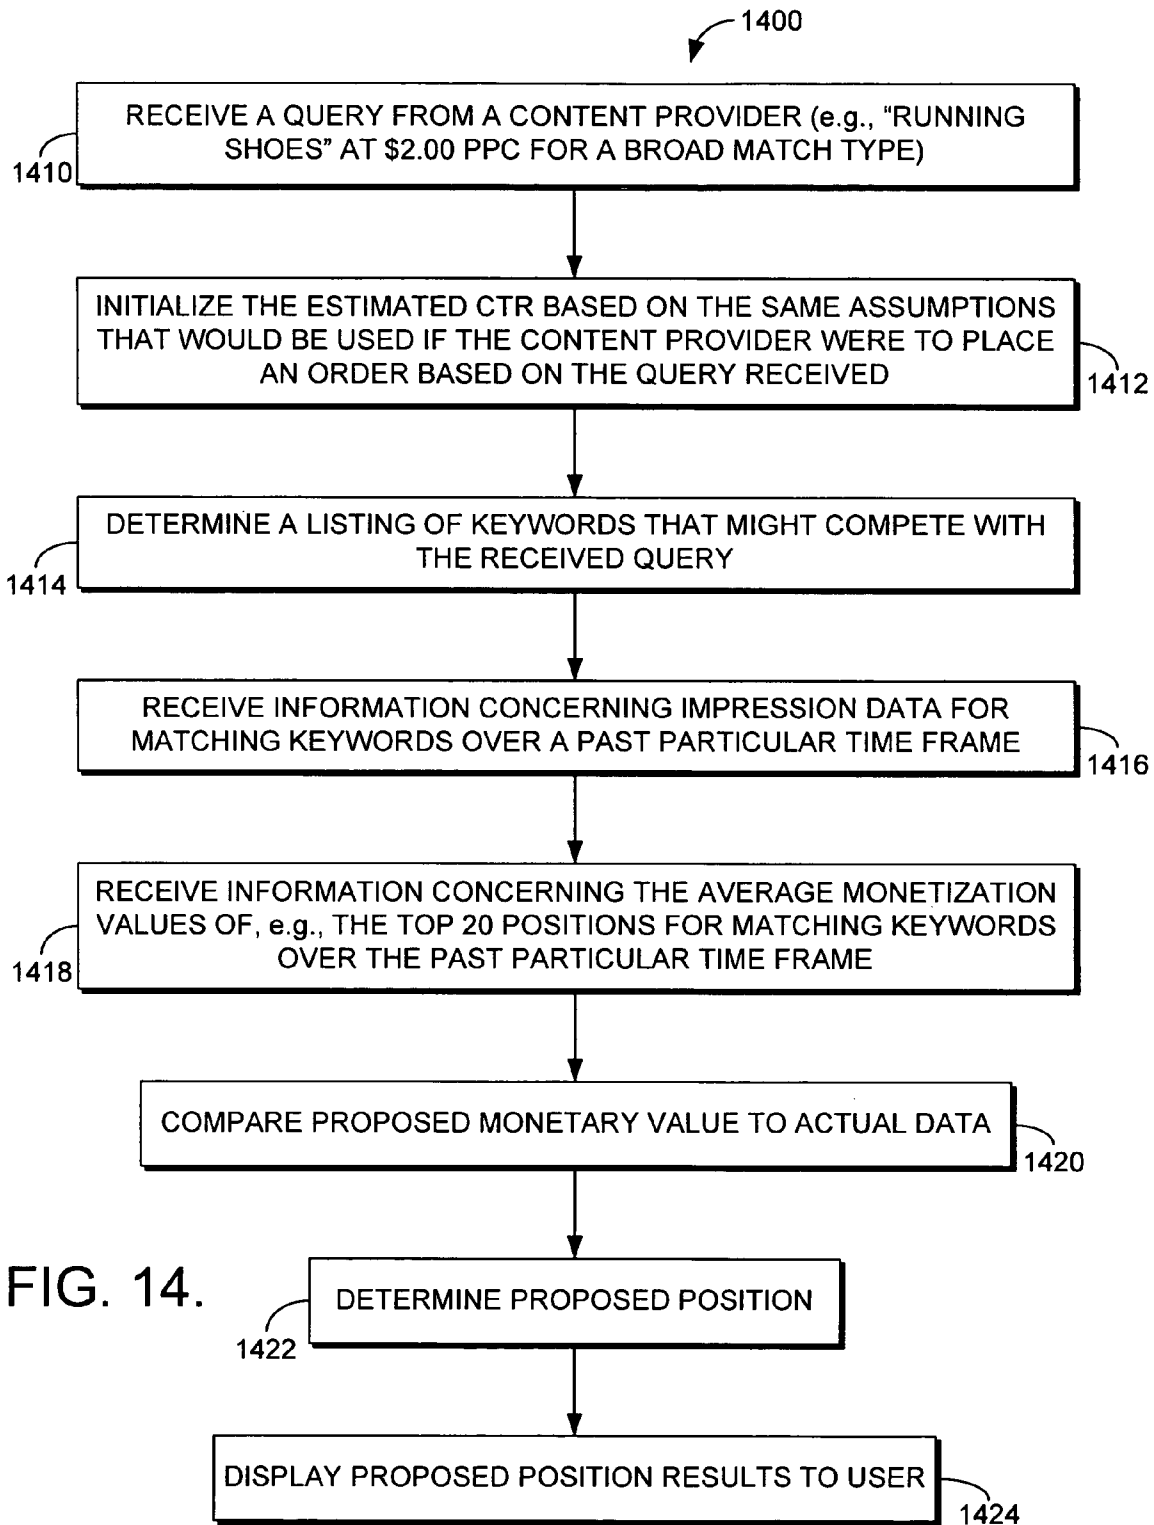 1400
RECEIVE A QUERY FROM A CONTENT PROVIDER (e.g., "RUNNING
SHOES" AT $2.00 PPC FOR A BROAD MATCH TYPE)
1410
INITIALIZE THE ESTIMATED CTR BASED ON THE SAME ASSUMPTIONS
THAT WOULD BE USED IF THE CONTENT PROVIDER WERE TO PLACE
AN ORDER BASED ON THE QUERY RECEIVED
1412
DETERMINE A LISTING OF KEYWORDS THAT MIGHT COMPETE WITH
THE RECEIVED QUERY
1414
RECEIVE INFORMATION CONCERNING IMPRESSION DATA FOR
MATCHING KEYWORDS OVER A PAST PARTICULAR TIME FRAME
1416
RECEIVE INFORMATION CONCERNING THE AVERAGE MONETIZATION
VALUES OF, e.g., THE TOP 20 POSITIONS FOR MATCHING KEYWORDS
OVER THE PAST PARTICULAR TIME FRAME
1418
COMPARE PROPOSED MONETARY VALUE TO ACTUAL DATA
1420
FIG. 14.
DETERMINE PROPOSED POSITION
1422
DISPLAY PROPOSED POSITION RESULTS TO USER
1424